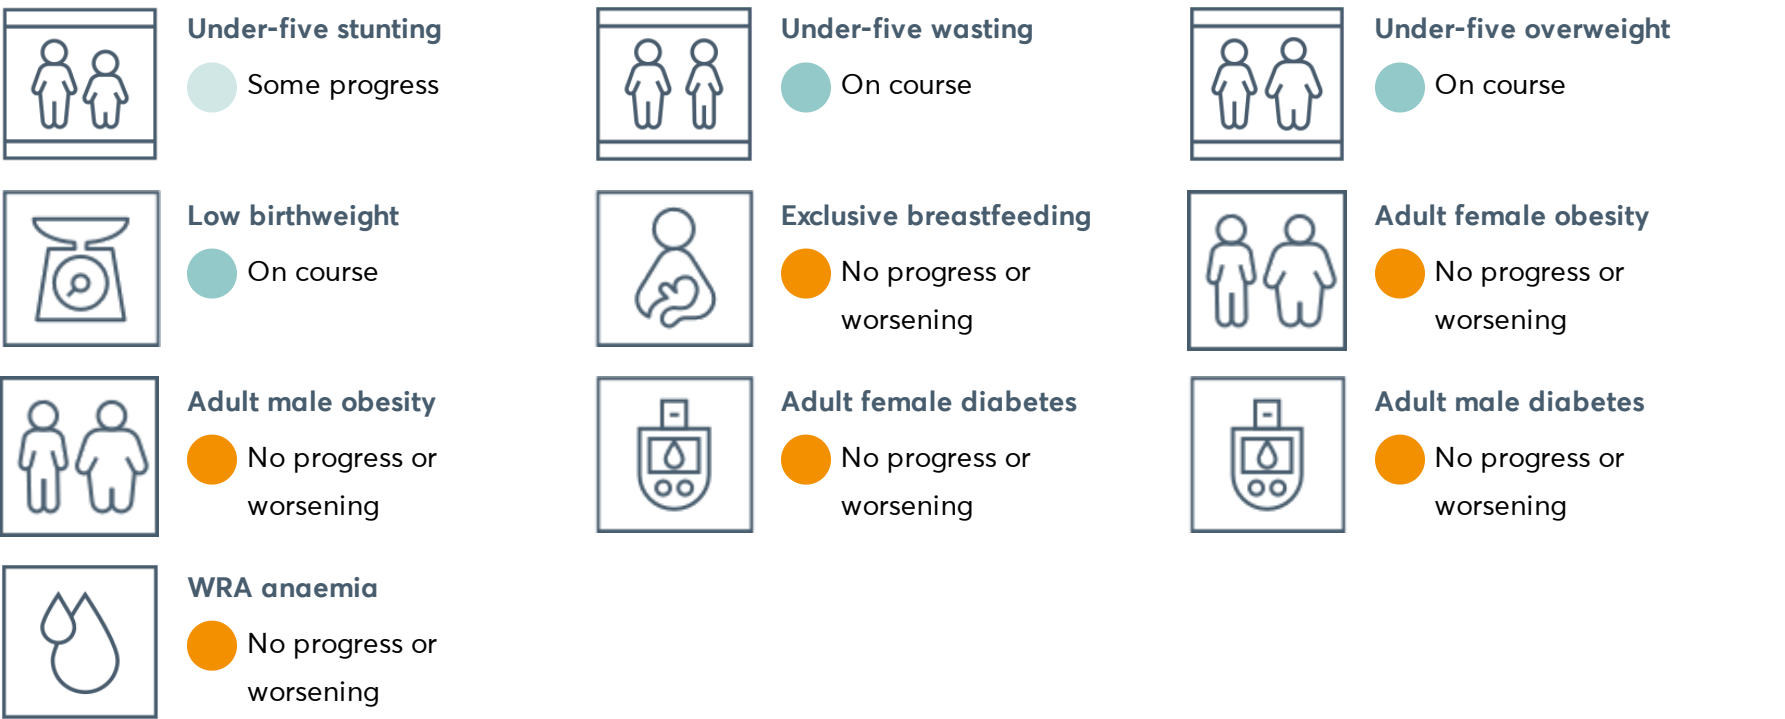 Under-five stunting
Some progress
Under-five wasting
On course
Under-five overweight
On course
Low birthweight
On course
Exclusive breastfeeding
No progress or
worsening
Adult female obesity
No progress or
worsening
Adult male obesity
No progress or
worsening
Adult female diabetes
No progress or
worsening
Adult male diabetes
No progress or
worsening
WRA anaemia
No progress or
worsening